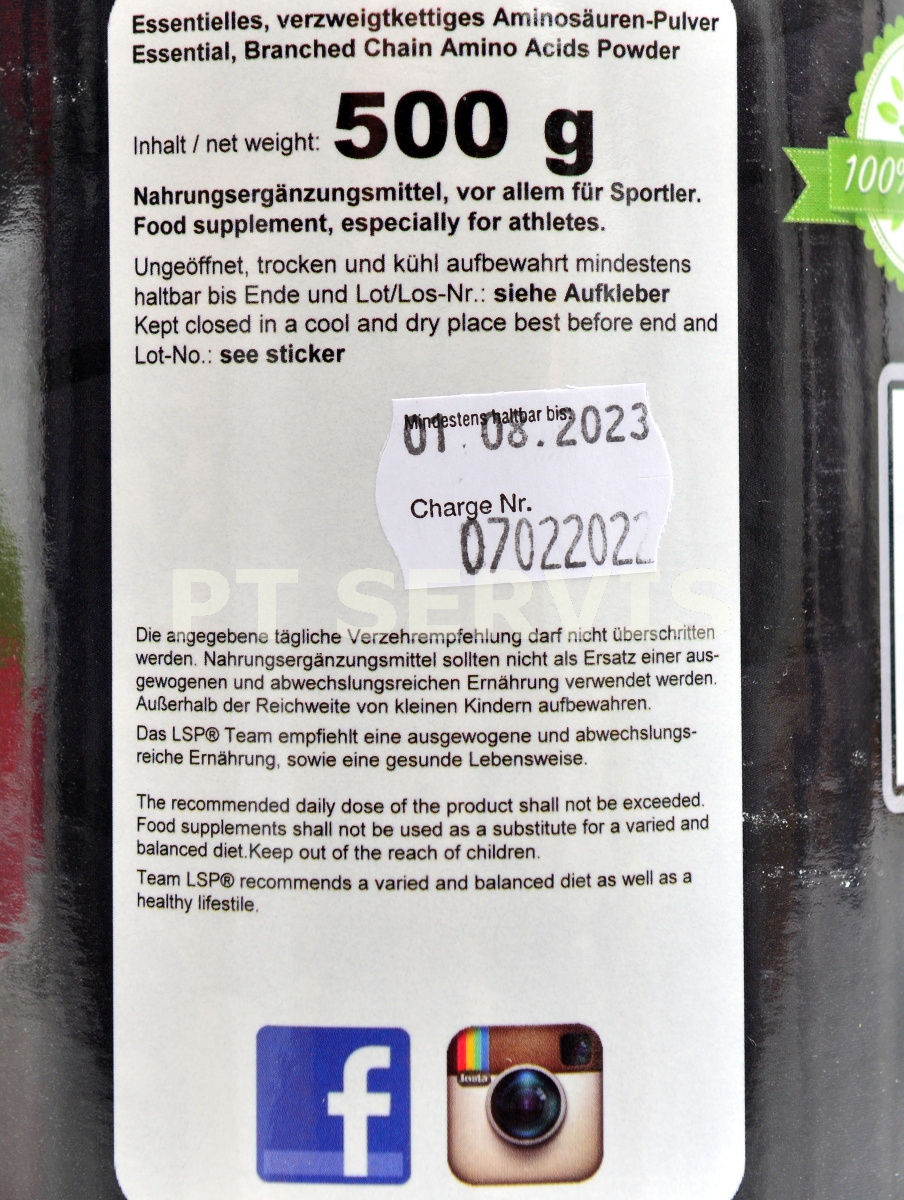 Essentielles, verzweigtkettiges Aminosäuren-Pulver
Essential, Branched Chain Amino Acids Powder
Inhalt / net weight: 500 g
Nahrungsergänzungsmittel, vor allem für Sportler.
Food supplement, especially for athletes.
Ungeöffnet, trocken und kühl aufbewahrt mindestens
haltbar bis Ende und Lot/Los-Nr.: siehe Aufkleber
Kept closed in a cool and dry place best before end and
Lot-No.: see sticker
Mindestens haltbar bis:
01.08.2023
Charge Nr.
07022022
PT SERVIS
Die angegebene tägliche Verzehrempfehlung darf nicht überschritten
werden. Nahrungsergänzungsmittel sollten nicht als Ersatz einer aus-
gewogenen und abwechslungsreichen Ernährung verwendet werden.
Außerhalb der Reichweite von kleinen Kindern aufbewahren.
Das LSP® Team empfiehlt eine ausgewogene und abwechslungs-
reiche Ernährung, sowie eine gesunde Lebensweise.
The recommended daily dose of the product shall not be exceeded.
Food supplements shall not be used as a substitute for a varied and
balanced diet.Keep out of the reach of children.
Team LSP® recommends a varied and balanced diet as well as a
healthy lifestile.
f
Insta
100%